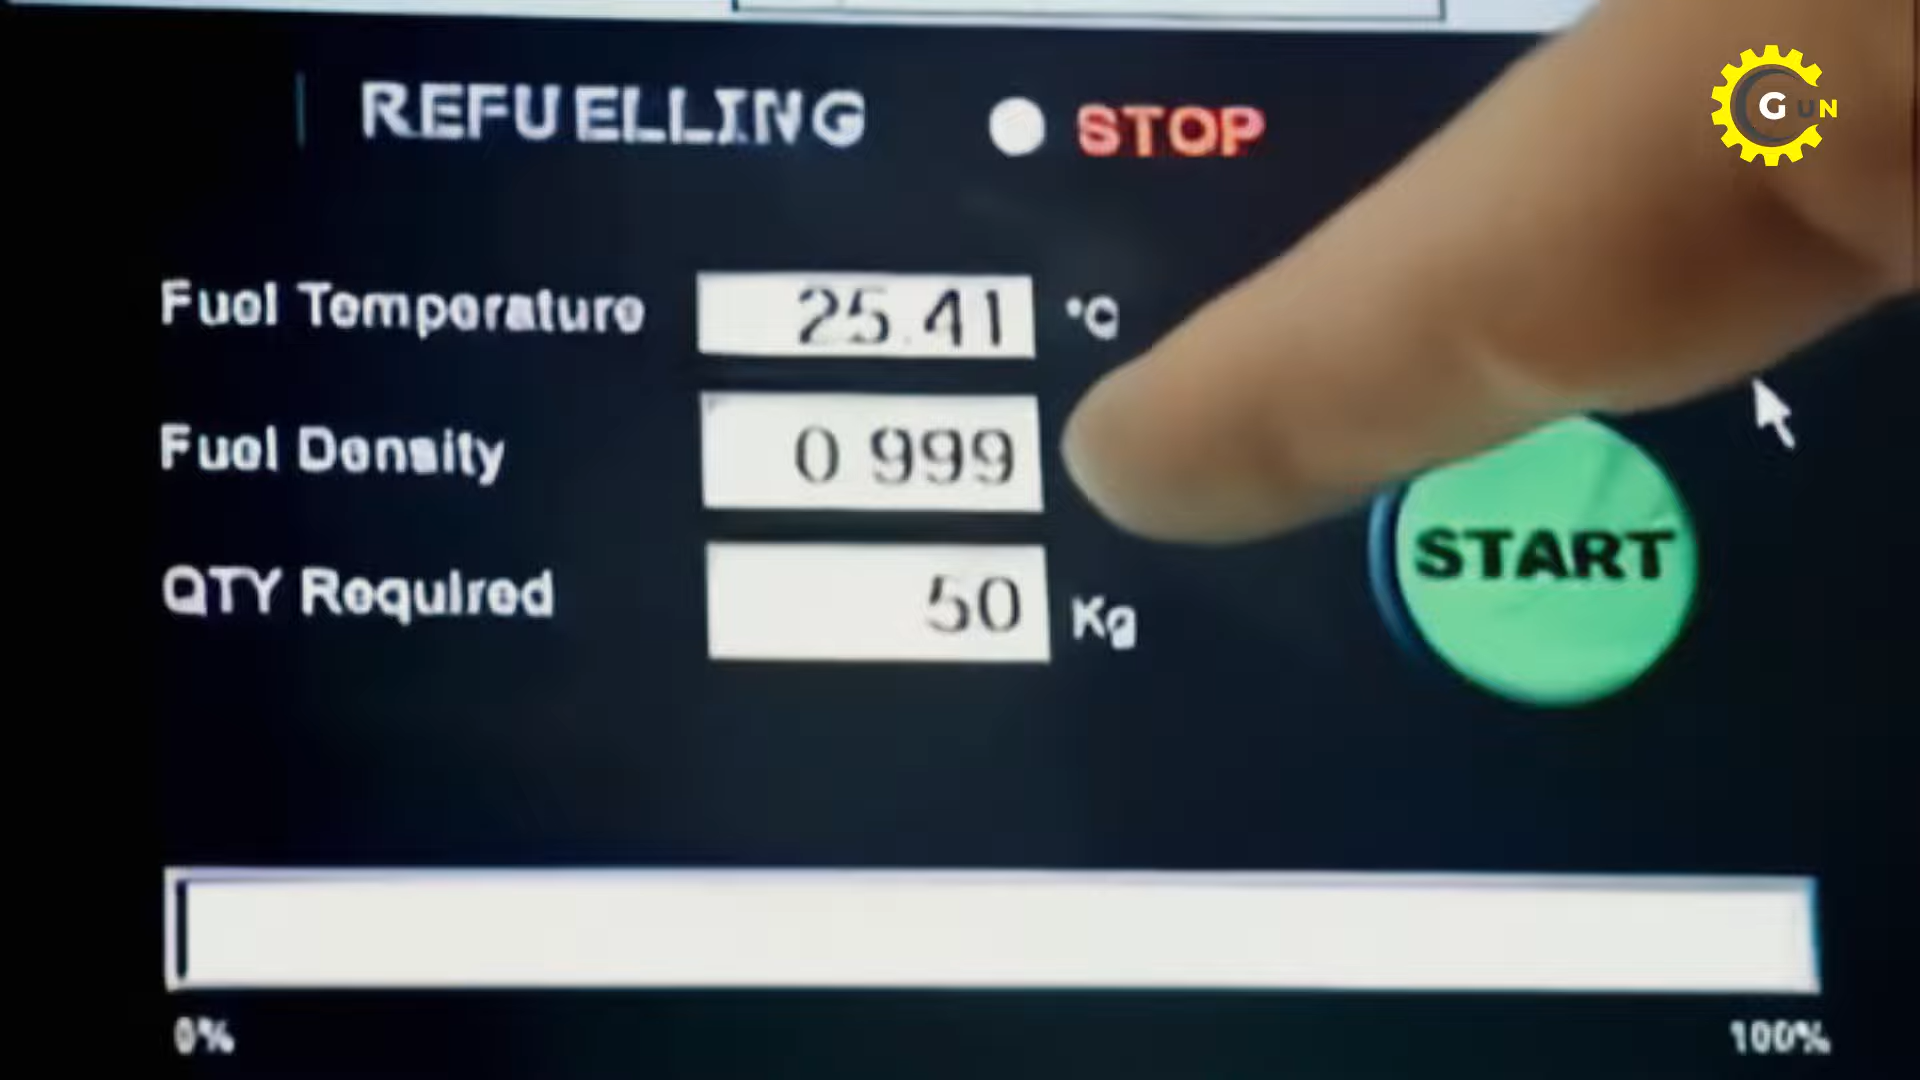 REFUELLING STOP
GUN
Fuel Temperature 25.41 °C
Fuel Density 0 999
QTY Required 50 Kg
START
0% 100%